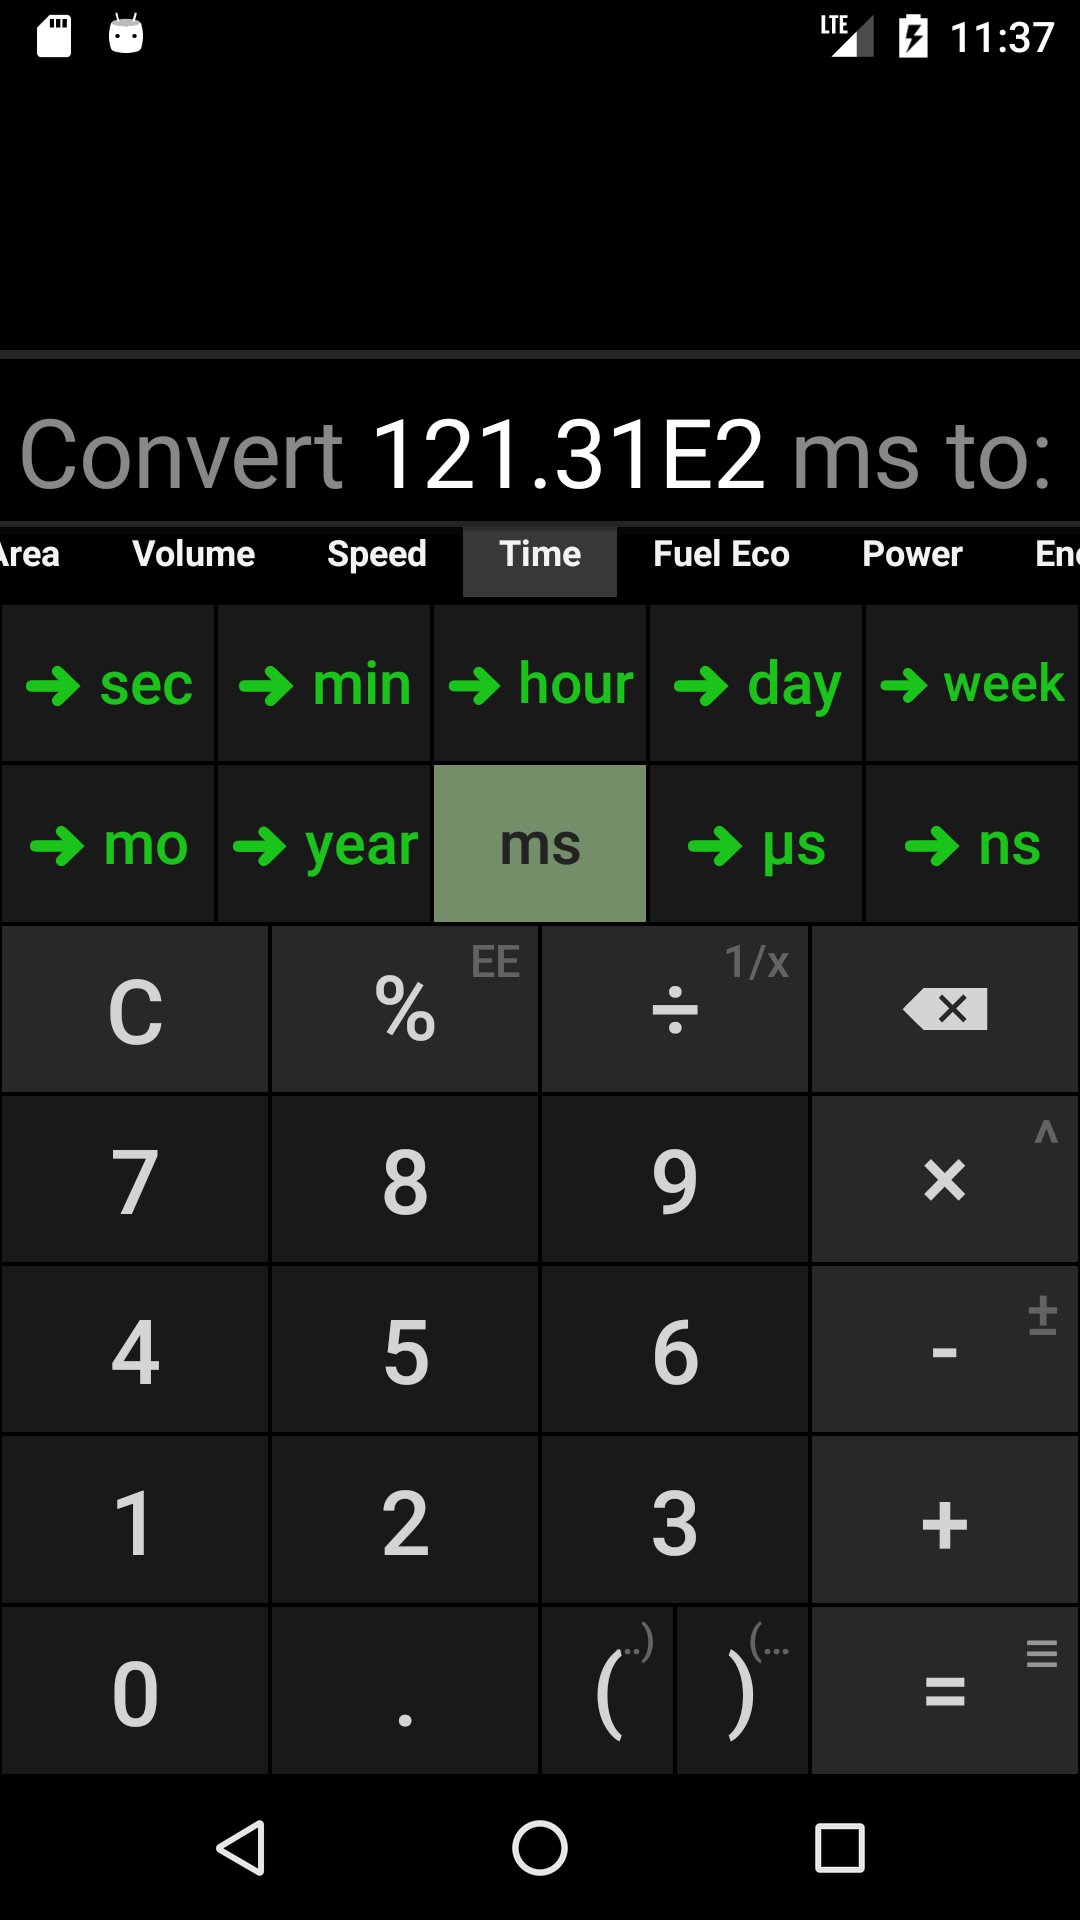 LTE 11:37
Convert 121.31E2 ms to:
Area Volume Speed Time Fuel Eco Power
→ sec → min → hour → day → week
→ mo → year ms → µs → ns
C % EE ÷ 1/x
7 8 9 × ^
4 5 6 - ±
1 2 3 +
0 . ( ..) ) (... =